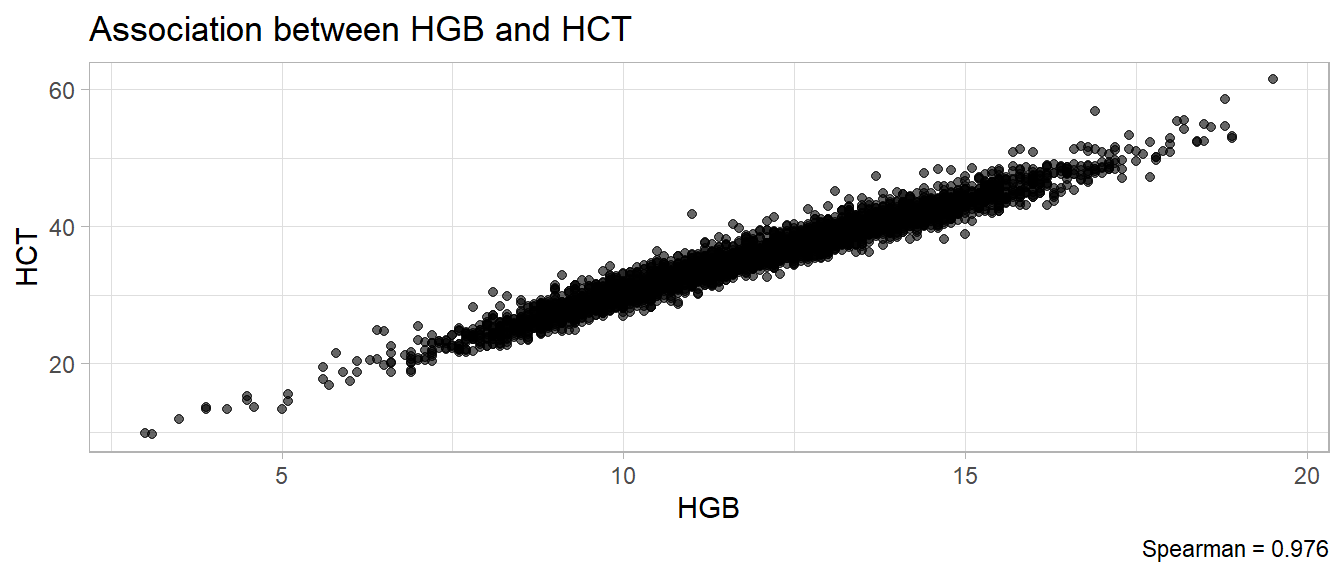 Association between HGB and HCT
60
40
20
HCT
5 10 15 20
HGB
Spearman = 0.976